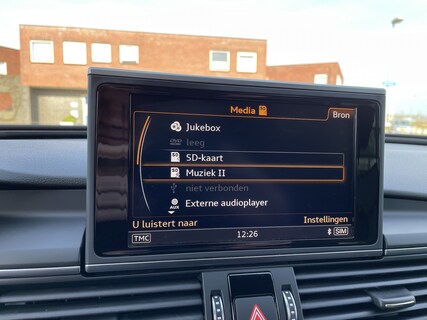 Media
Bron
Jukebox
leeg
SD-kaart
Muziek II
niet verbonden
AUX Externe audioplayer
U luistert naar
Instellingen
TMC 12:26 SIM